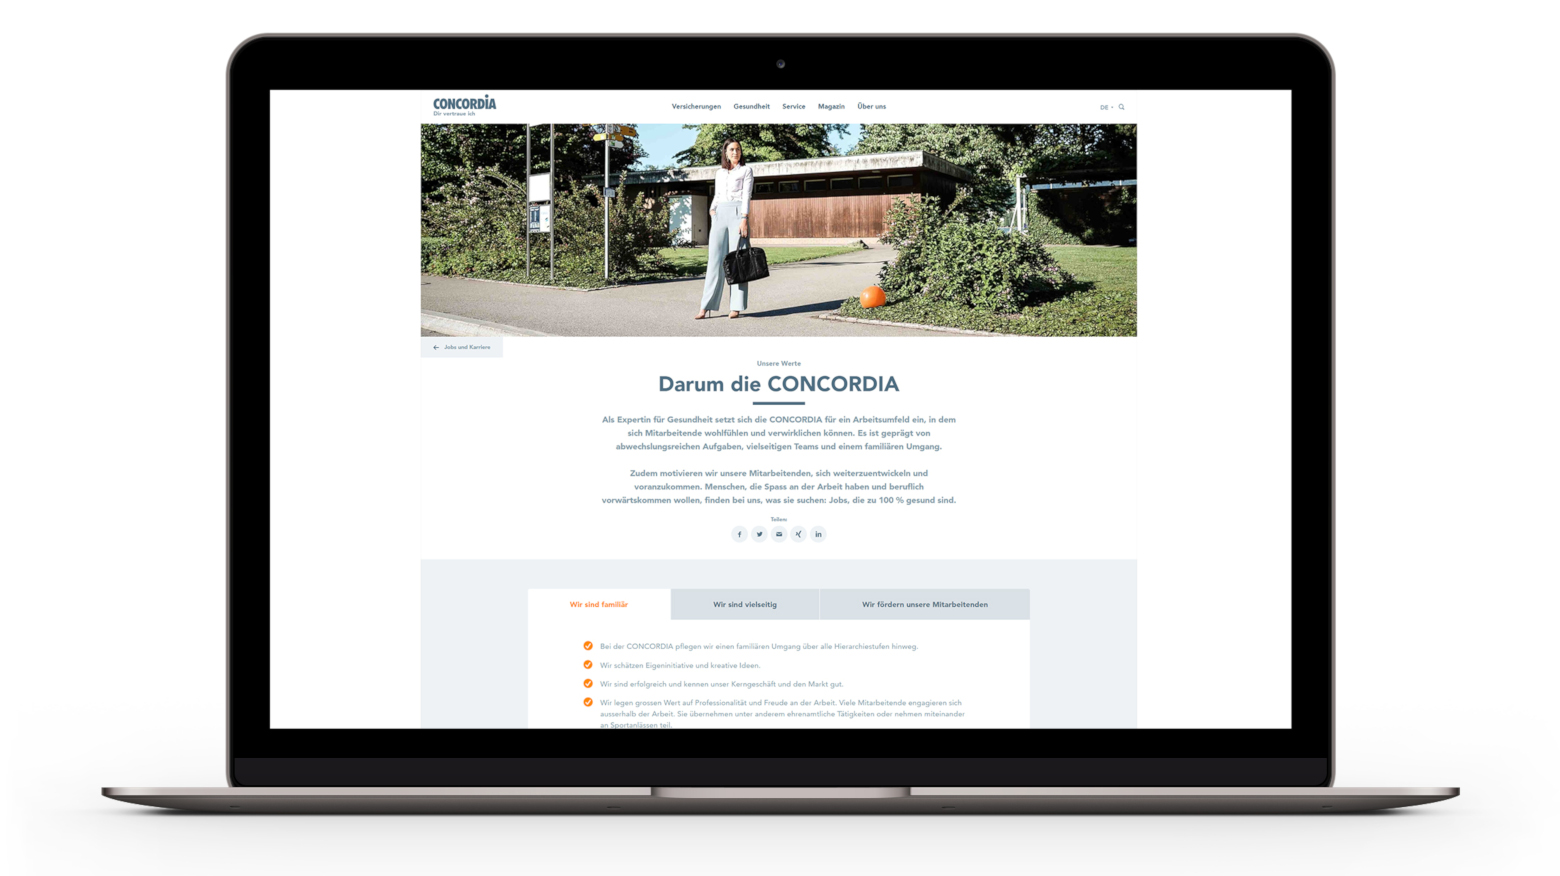 CONCORDIA
Dir vertraue ich
Versicherungen Gesundheit Service Magazin Über uns
DE
← Jobs und Karriere
Unsere Werte
Darum die CONCORDIA
Als Expertin für Gesundheit setzt sich die CONCORDIA für ein Arbeitsumfeld ein, in dem
sich Mitarbeitende wohlfühlen und verwirklichen können. Es ist geprägt von
abwechslungsreichen Aufgaben, vielseitigen Teams und einem familiären Umgang.
Zudem motivieren wir unsere Mitarbeitenden, sich weiterzuentwickeln und
voranzukommen. Menschen, die Spass an der Arbeit haben und beruflich
vorwärtskommen wollen, finden bei uns, was sie suchen: Jobs, die zu 100 % gesund sind.
Teilen:
Wir sind familiär Wir sind vielseitig Wir fördern unsere Mitarbeitenden
Bei der CONCORDIA pflegen wir einen familiären Umgang über alle Hierarchiestufen hinweg.
Wir schätzen Eigeninitiative und kreative Ideen.
Wir sind erfolgreich und kennen unser Kerngeschäft und den Markt gut.
Wir legen grossen Wert auf Professionalität und Freude an der Arbeit. Viele Mitarbeitende engagieren sich
ausserhalb der Arbeit. Sie übernehmen unter anderem ehrenamtliche Tätigkeiten oder nehmen miteinander
an Sportanlässen teil.